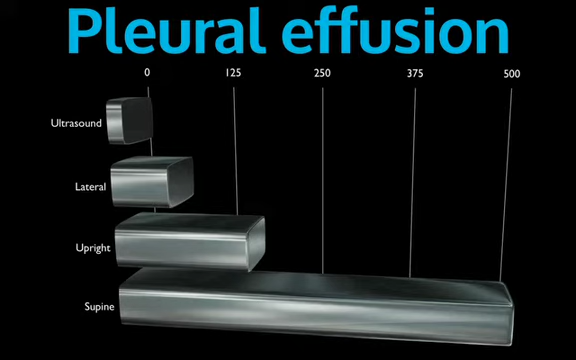 Pleural effusion
0 125 250 375 500
Ultrasound
Lateral
Upright
Supine